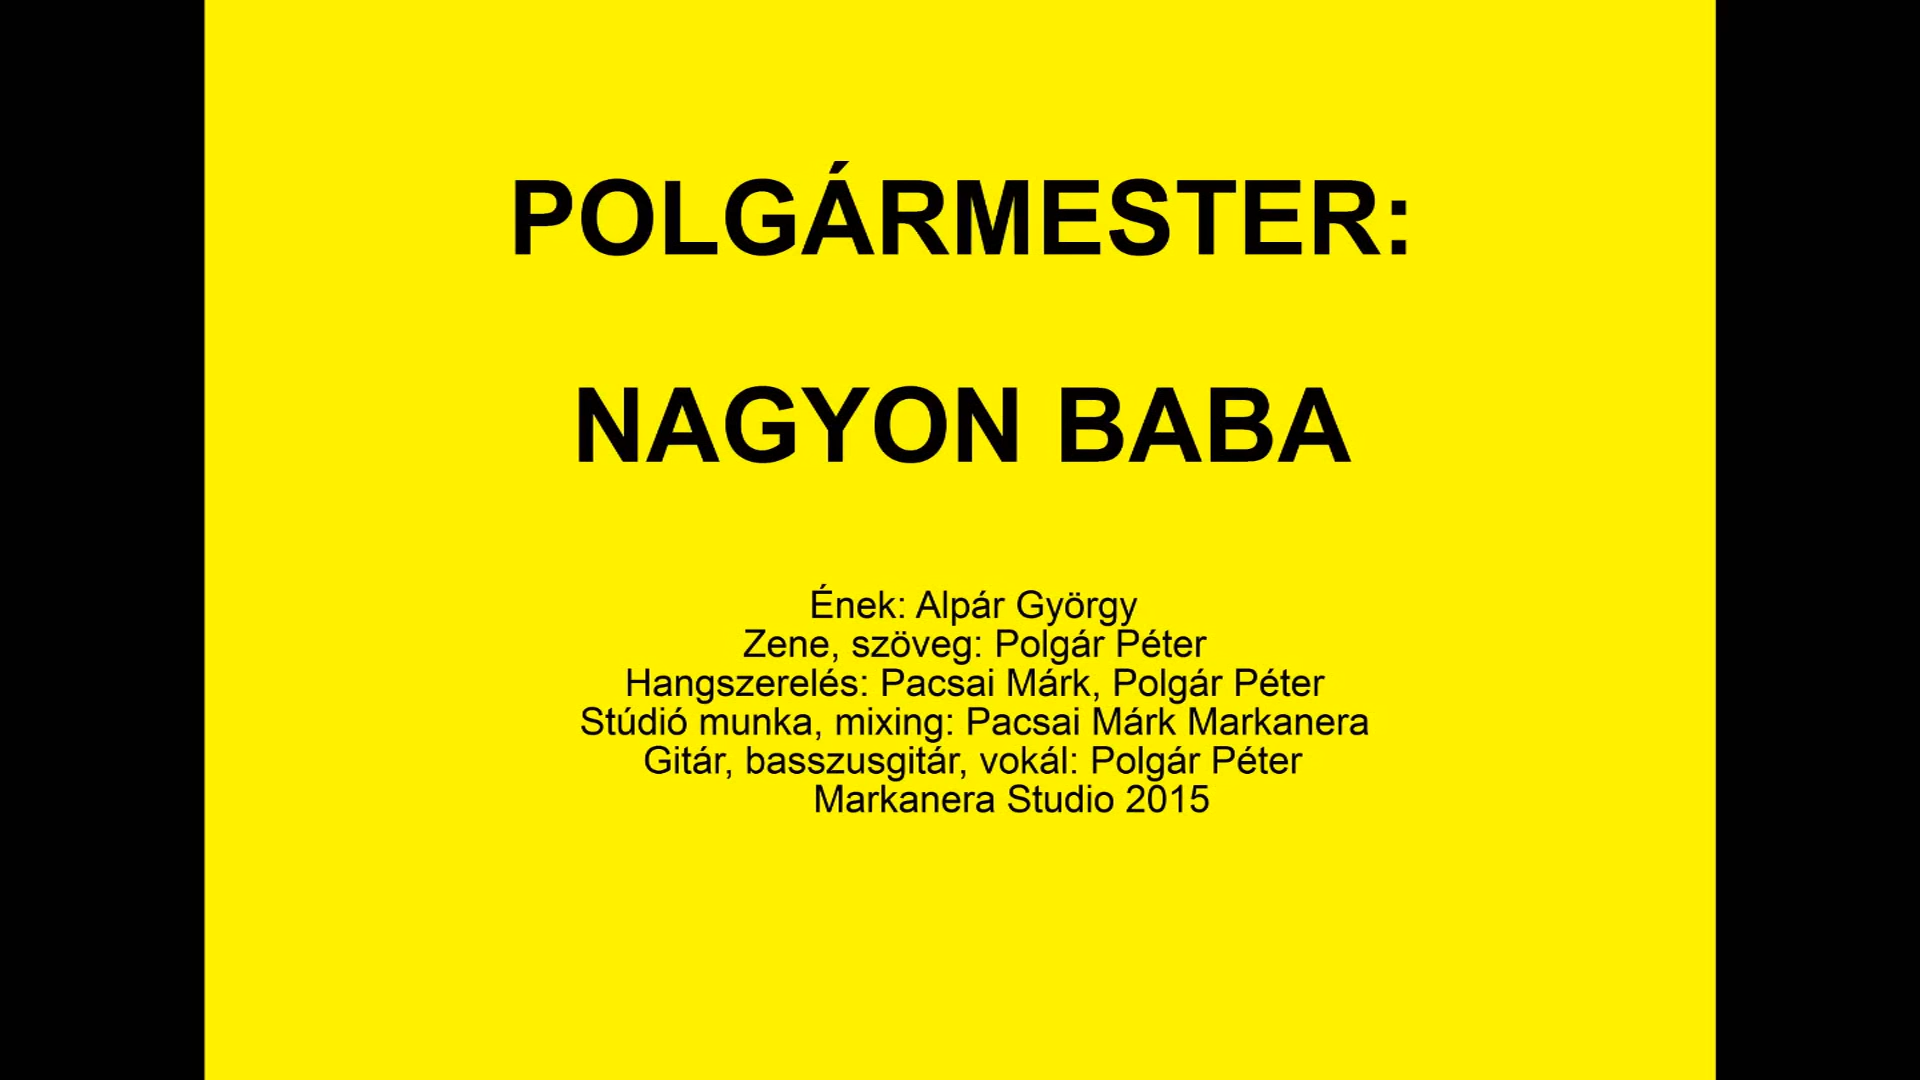 POLGÁRMESTER:
NAGYON BABA
Ének: Alpár György
Zene, szöveg: Polgár Péter
Hangszerelés: Pacsai Márk, Polgár Péter
Stúdió munka, mixing: Pacsai Márk Markanera
Gitár, basszusgitár, vokál: Polgár Péter
Markanera Studio 2015